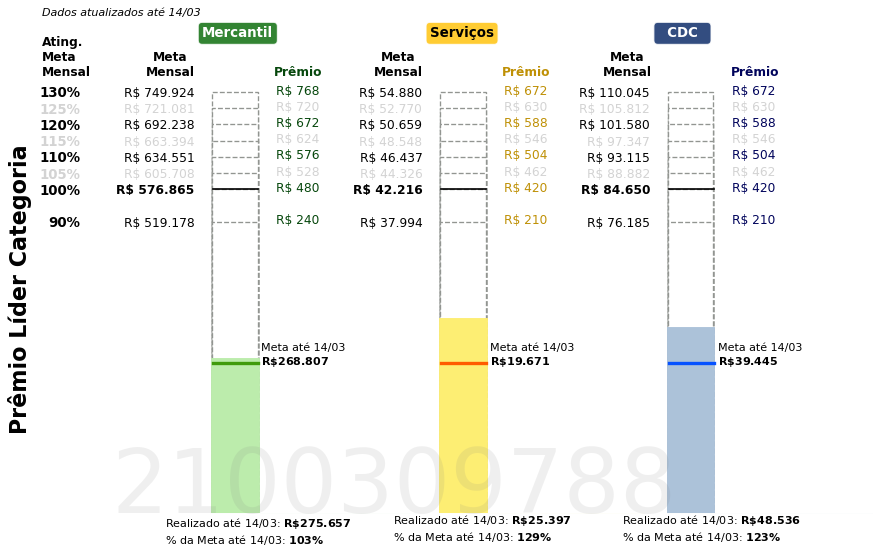 Dados atualizados até 14/03
Mercantil Serviços CDC
Ating. Meta Mensal
Meta Mensal Prêmio Meta Mensal Prêmio Meta Mensal Prêmio
130% R$ 749.924 R$ 768 R$ 54.880 R$ 672 R$ 110.045 R$ 672
125% R$ 721.081 R$ 720 R$ 52.770 R$ 630 R$ 105.812 R$ 630
120% R$ 692.238 R$ 672 R$ 50.659 R$ 588 R$ 101.580 R$ 588
115% R$ 663.394 R$ 624 R$ 48.548 R$ 546 R$ 97.347 R$ 546
110% R$ 634.551 R$ 576 R$ 46.437 R$ 504 R$ 93.115 R$ 504
105% R$ 605.708 R$ 528 R$ 44.326 R$ 462 R$ 88.882 R$ 462
100% R$ 576.865 R$ 480 R$ 42.216 R$ 420 R$ 84.650 R$ 420
90% R$ 519.178 R$ 240 R$ 37.994 R$ 210 R$ 76.185 R$ 210
Prêmio Líder Categoria
Meta até 14/03 Meta até 14/03 Meta até 14/03
R$268.807 R$19.671 R$39.445
2100309788
Realizado até 14/03: R$275.657 Realizado até 14/03: R$25.397 Realizado até 14/03: R$48.536
% da Meta até 14/03: 103% % da Meta até 14/03: 129% % da Meta até 14/03: 123%